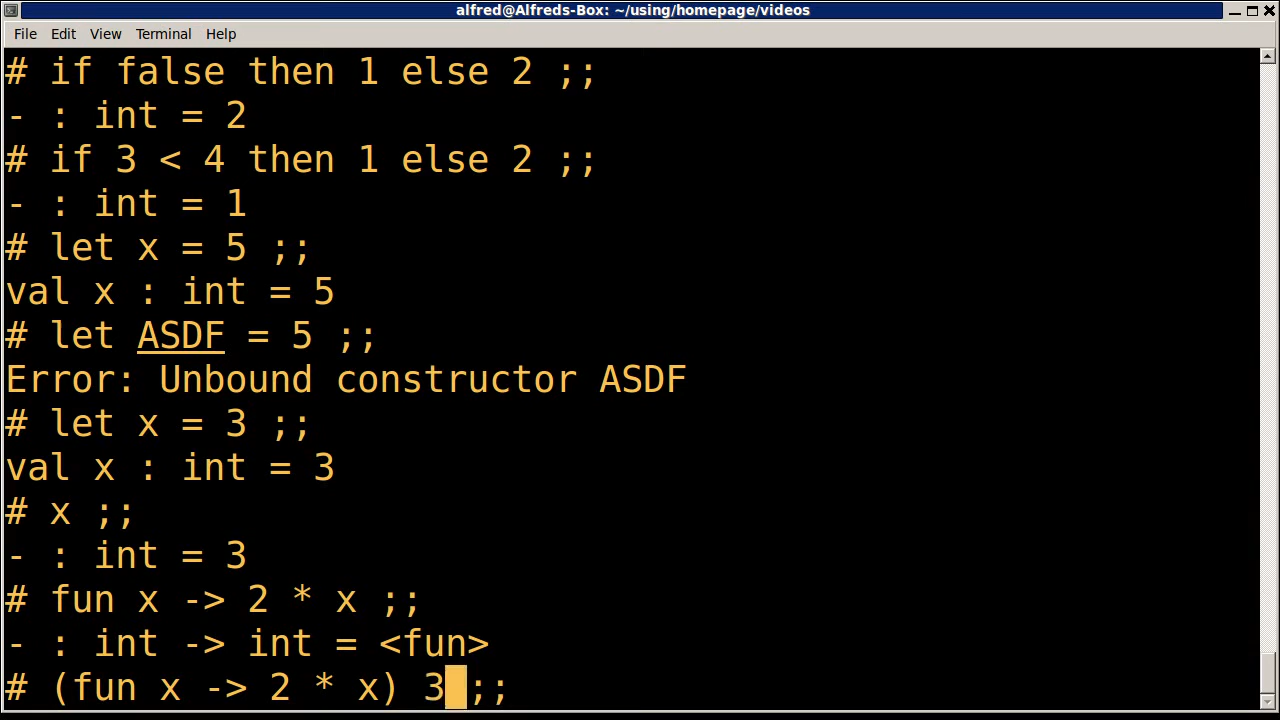 alfred@Alfreds-Box: ~/using/homepage/videos
File Edit View Terminal Help
# if false then 1 else 2 ;;
- : int = 2
# if 3 < 4 then 1 else 2 ;;
- : int = 1
# let x = 5 ;;
val x : int = 5
# let ASDF = 5 ;;
Error: Unbound constructor ASDF
# let x = 3 ;;
val x : int = 3
# x ;;
- : int = 3
# fun x -> 2 * x ;;
- : int -> int = <fun>
# (fun x -> 2 * x) 3 ;;